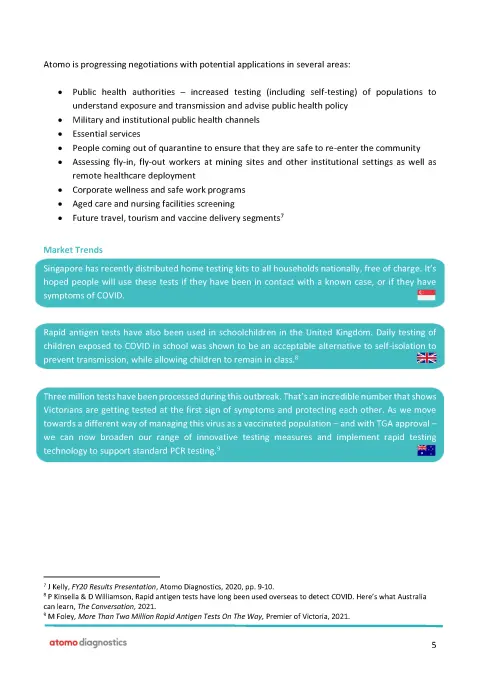 Atomo is progressing negotiations with potential applications in several areas:
• Public health authorities – increased testing (including self-testing) of populations to
understand exposure and transmission and advise public health policy
• Military and institutional public health channels
• Essential services
• People coming out of quarantine to ensure that they are safe to re-enter the community
• Assessing fly-in, fly-out workers at mining sites and other institutional settings as well as
remote healthcare deployment
• Corporate wellness and safe work programs
• Aged care and nursing facilities screening
• Future travel, tourism and vaccine delivery segments⁷
Market Trends
Singapore has recently distributed home testing kits to all households nationally, free of charge. It's
hoped people will use these tests if they have been in contact with a known case, or if they have
symptoms of COVID.
Rapid antigen tests have also been used in schoolchildren in the United Kingdom. Daily testing of
children exposed to COVID in school was shown to be an acceptable alternative to self-isolation to
prevent transmission, while allowing children to remain in class.⁸
Three million tests have been processed during this outbreak. That's an incredible number that shows
Victorians are getting tested at the first sign of symptoms and protecting each other. As we move
towards a different way of managing this virus as a vaccinated population – and with TGA approval –
we can now broaden our range of innovative testing measures and implement rapid testing
technology to support standard PCR testing.⁹
⁷ J Kelly, FY20 Results Presentation, Atomo Diagnostics, 2020, pp. 9-10.
⁸ P Kinsella & D Williamson, Rapid antigen tests have long been used overseas to detect COVID. Here's what Australia
can learn, The Conversation, 2021.
⁹ M Foley, More Than Two Million Rapid Antigen Tests On The Way, Premier of Victoria, 2021.
atomo diagnostics
5